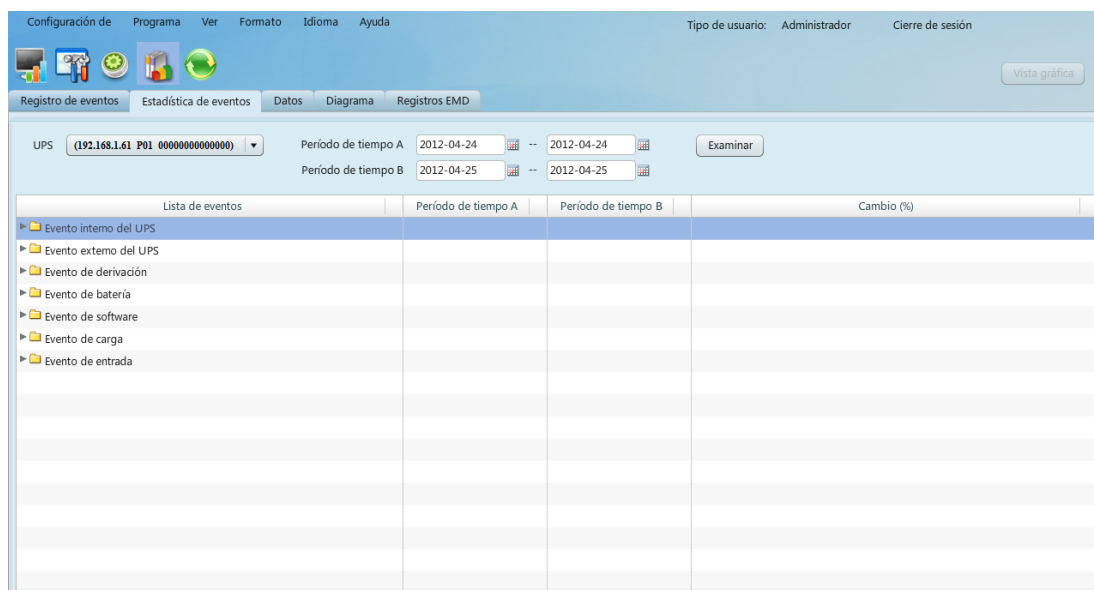 Configuración de Programa Ver Formato Idioma Ayuda Tipo de usuario: Administrador Cierre de sesión
Vista gráfica
Registro de eventos Estadística de eventos Datos Diagrama Registros EMD
UPS (192.168.1.61 P01 00000000000000) Período de tiempo A 2012-04-24 -- 2012-04-24 Examinar
Período de tiempo B 2012-04-25 -- 2012-04-25
Lista de eventos Período de tiempo A Período de tiempo B Cambio (%)
Evento interno del UPS
Evento externo del UPS
Evento de derivación
Evento de batería
Evento de software
Evento de carga
Evento de entrada